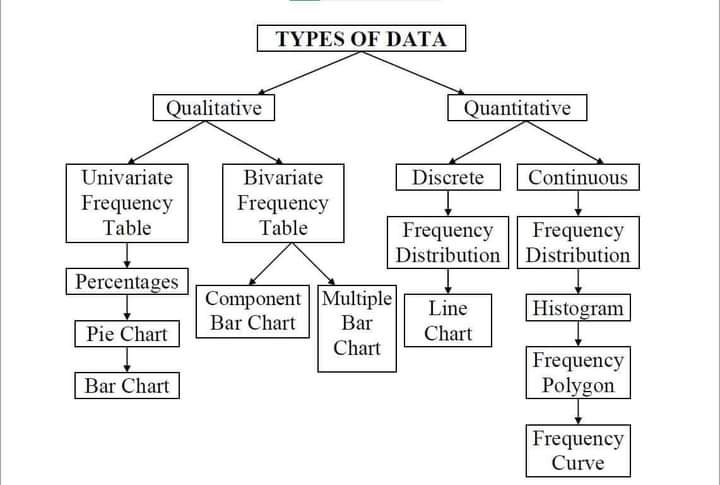 TYPES OF DATA
Qualitative
Quantitative
Univariate
Frequency
Table
Bivariate
Frequency
Table
Discrete
Continuous
Frequency
Distribution
Frequency
Distribution
Percentages
Component
Bar Chart
Multiple
Bar
Chart
Line
Chart
Histogram
Pie Chart
Frequency
Polygon
Bar Chart
Frequency
Curve